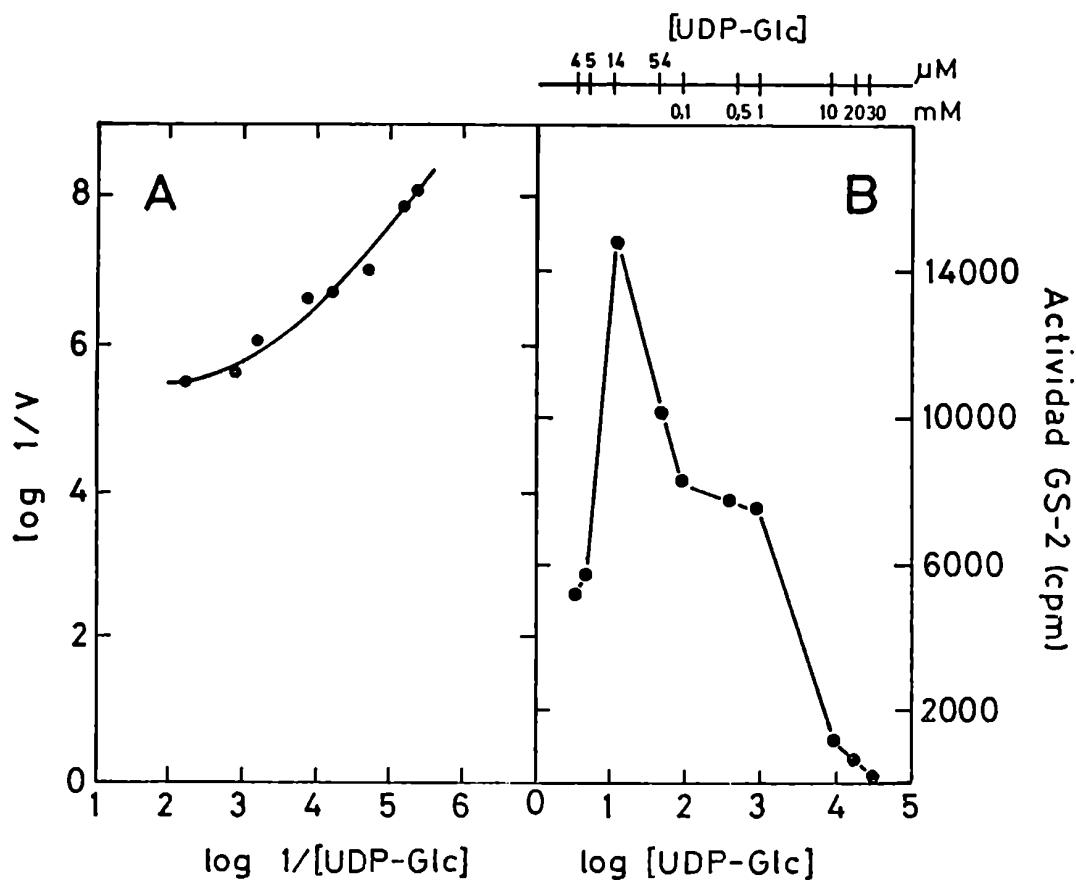 [UDP-Glc]
4 5 14 54 μM
0,1 0,5 1 10 20 30 mM
A
B
8
6
4
2
0
log 1/V
14000
10000
6000
2000
Actividad GS-2 (cpm)
1 2 3 4 5 6
0 1 2 3 4 5
log 1/[UDP-Glc]
log [UDP-Glc]